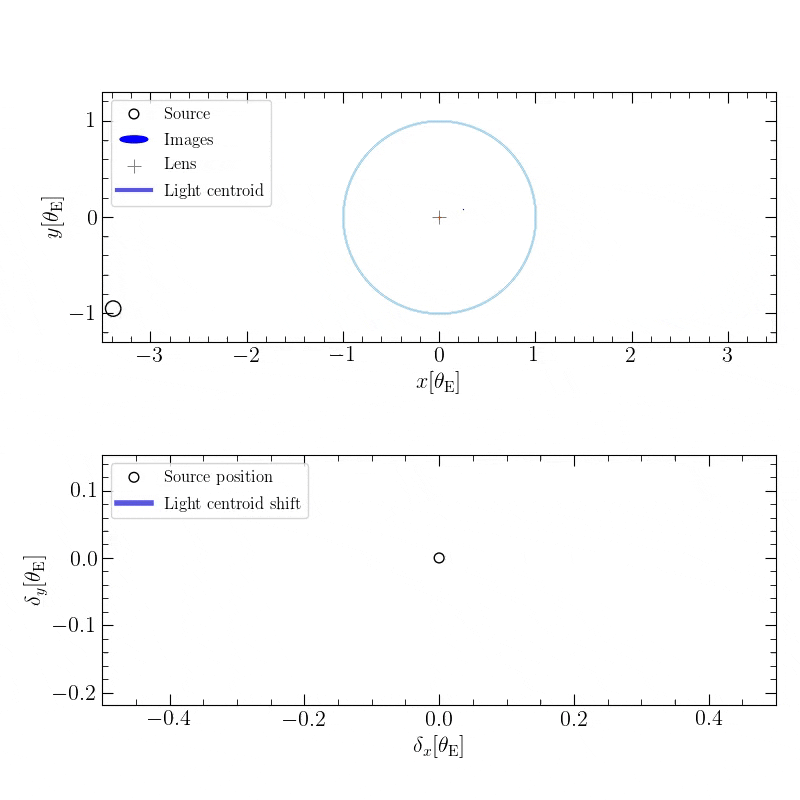 Source
Images
Lens
Light centroid
1
0
−1
y[θE]
−3 −2 −1 0 1 2 3
x[θE]
Source position
Light centroid shift
0.1
0.0
−0.1
−0.2
δy[θE]
−0.4 −0.2 0.0 0.2 0.4
δx[θE]